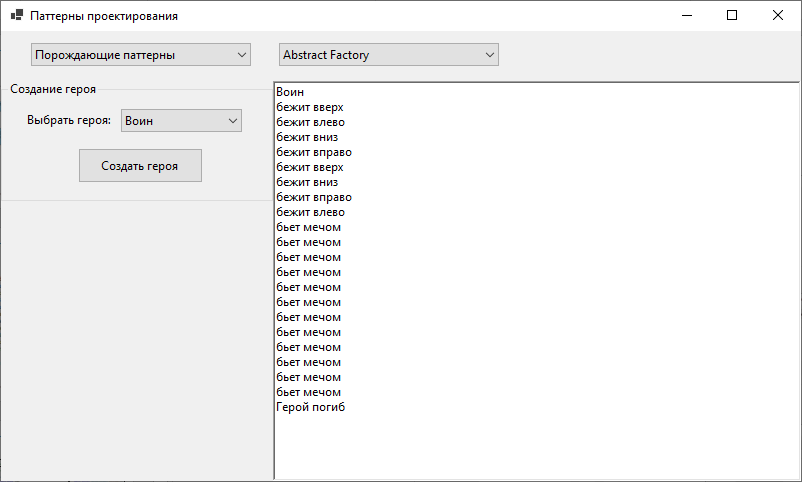 Паттерны проектирования
Порождающие паттерны
Abstract Factory
Создание героя
Выбрать героя:
Воин
Создать героя
Воин
бежит вверх
бежит влево
бежит вниз
бежит вправо
бежит вверх
бежит вниз
бежит вправо
бежит влево
бьет мечом
бьет мечом
бьет мечом
бьет мечом
бьет мечом
бьет мечом
бьет мечом
бьет мечом
бьет мечом
бьет мечом
бьет мечом
бьет мечом
Герой погиб